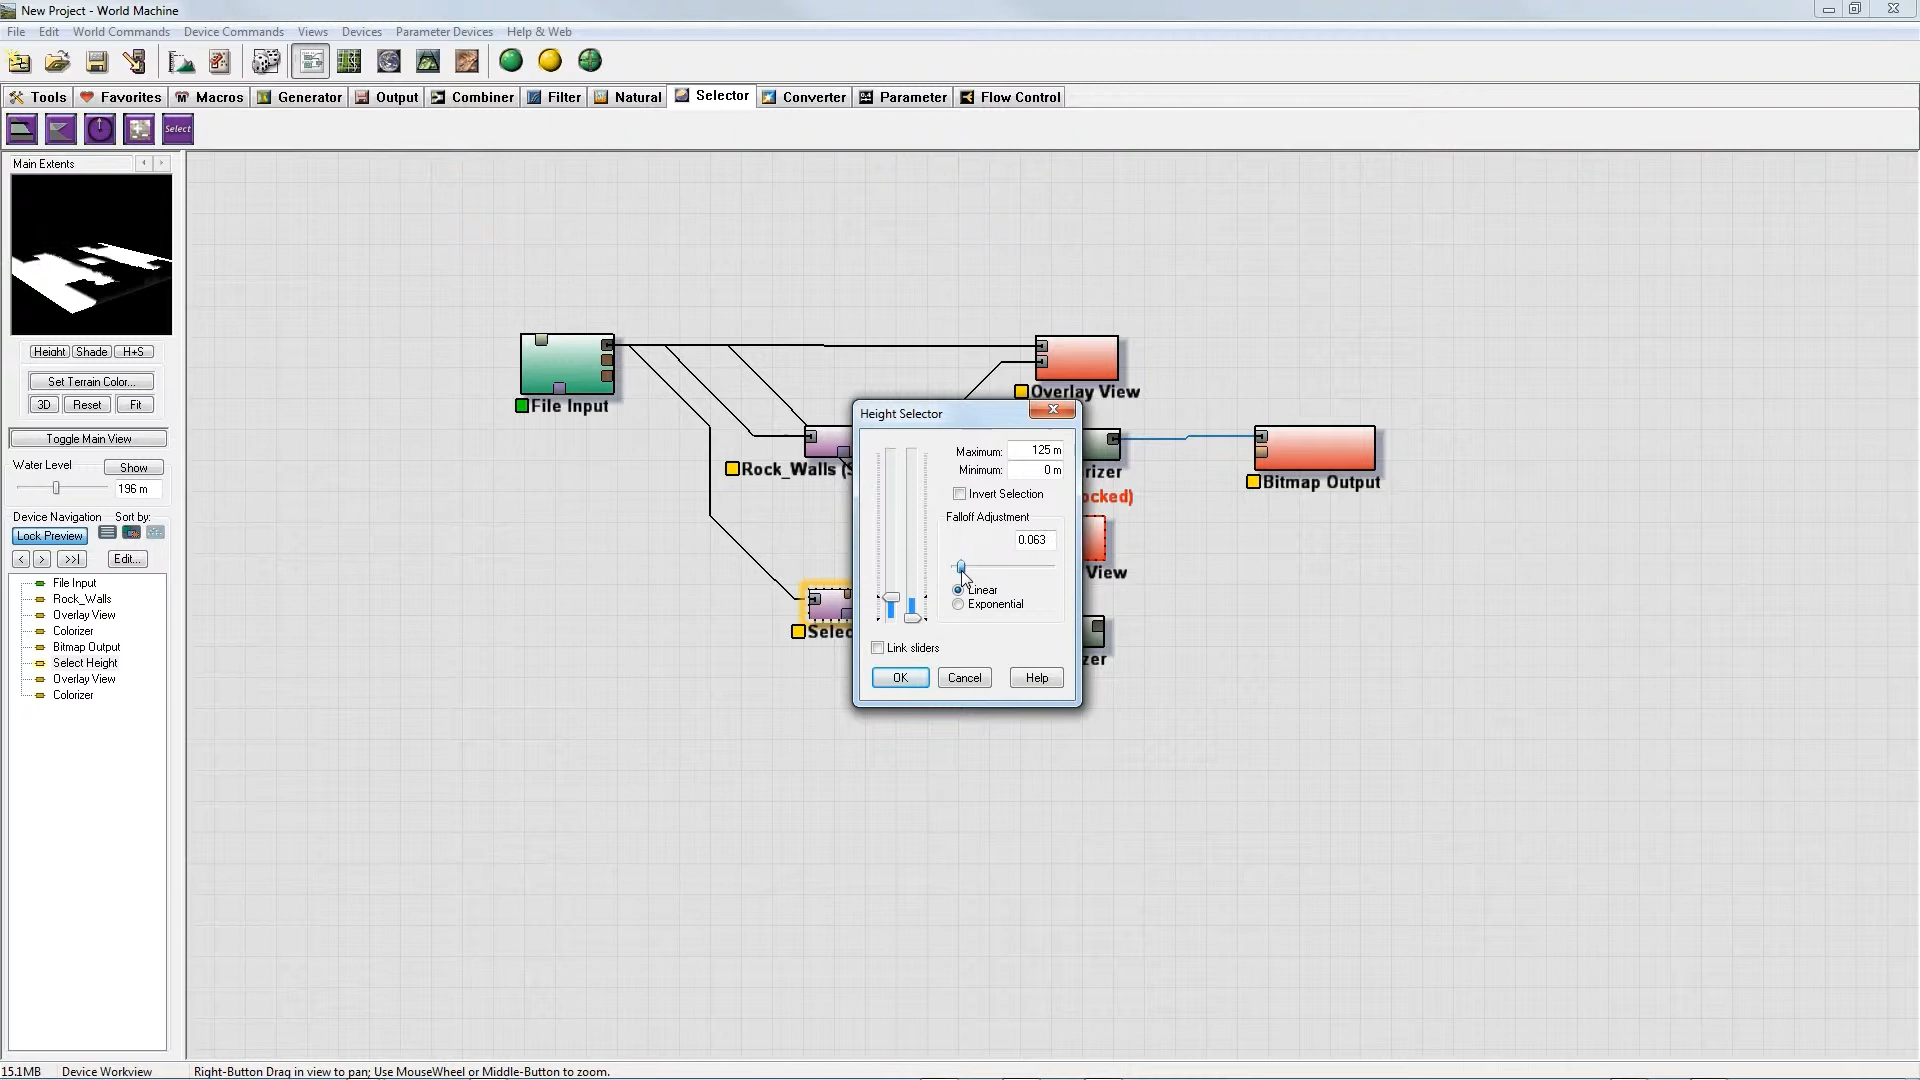 New Project - World Machine
File Edit World Commands Device Commands Views Devices Parameter Devices Help & Web
Tools Favorites Macros Generator Output Combiner Filter Natural Selector Converter Parameter Flow Control
Select
Main Extents
Height Shade H+S
Set Terrain Color...
3D Reset Fit
Toggle Main View
Water Level Show
196 m
Device Navigation Sort by:
Lock Preview
< > >>| Edit...
File Input
Rock_Walls
Overlay View
Colorizer
Bitmap Output
Select Height
Overlay View
Colorizer
File Input
Overlay View
Rock_Walls (S
rizer
ocked)
Bitmap Output
View
Selec
zer
Height Selector
Maximum: 125 m
Minimum: 0 m
Invert Selection
Falloff Adjustment
0.063
Linear
Exponential
Link sliders
OK Cancel Help
15.1MB Device Workview Right-Button Drag in view to pan; Use MouseWheel or Middle-Button to zoom.